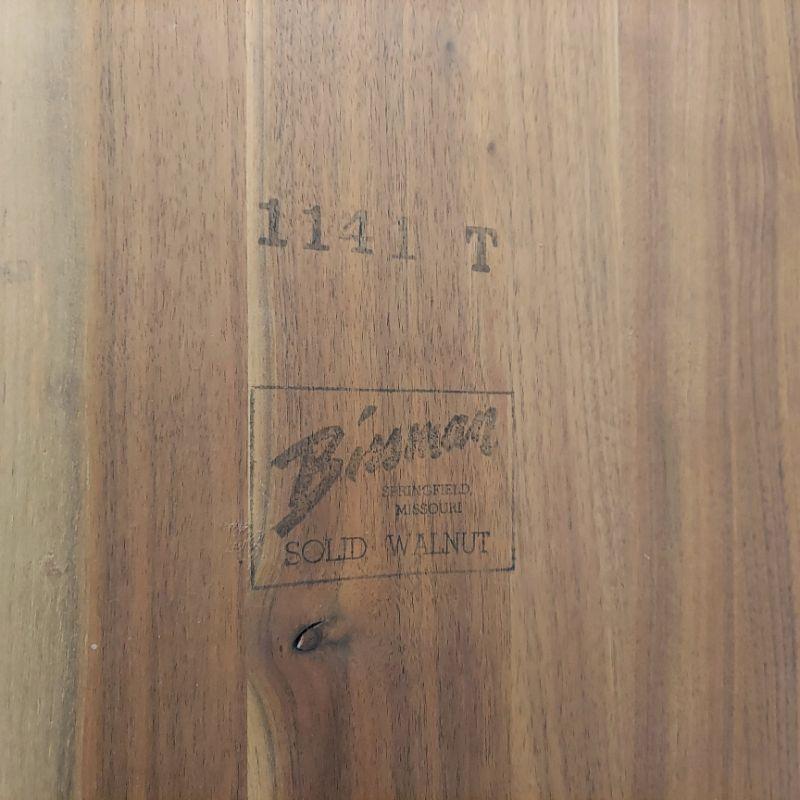 1141 T
Bissman
SPRINGFIELD,
MISSOURI
SOLID WALNUT